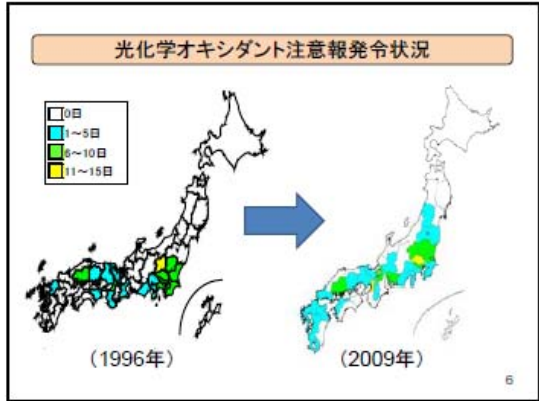 光化学オキシダント注意報発令状況
0日
1～5日
6～10日
11～15日
(1996年)
(2009年)
6